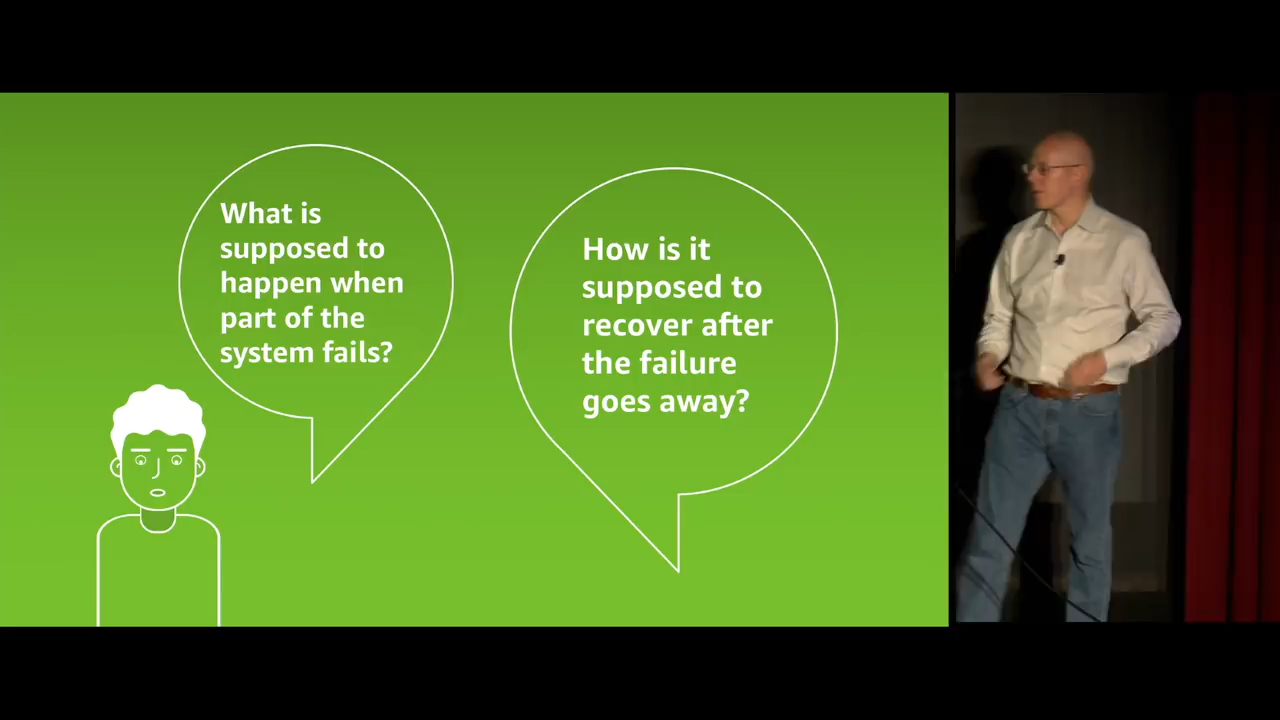 What is
supposed to
happen when
part of the
system fails?
How is it
supposed to
recover after
the failure
goes away?